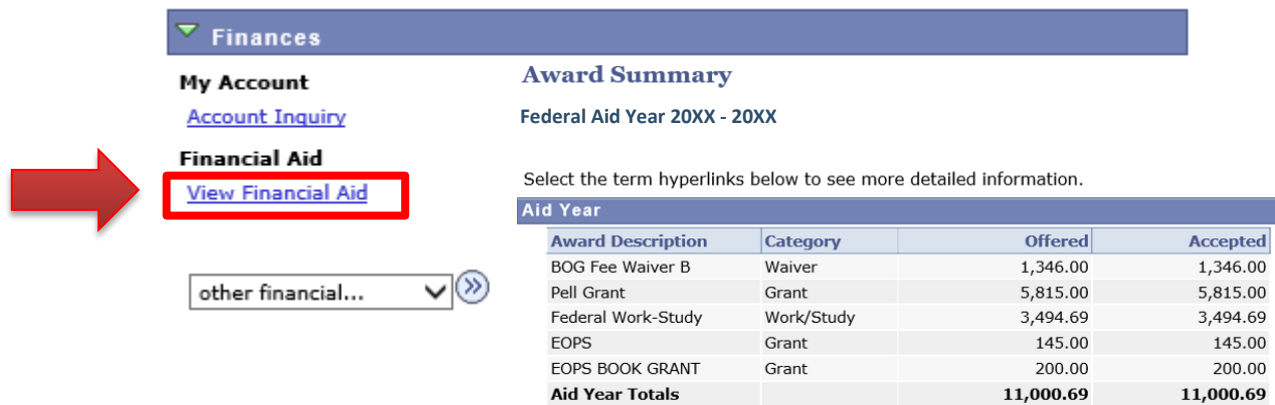 Finances
My Account
Account Inquiry
Financial Aid
View Financial Aid
other financial...
Award Summary
Federal Aid Year 20XX - 20XX
Select the term hyperlinks below to see more detailed information.
Aid Year
Award Description Category Offered Accepted
BOG Fee Waiver B Waiver 1,346.00 1,346.00
Pell Grant Grant 5,815.00 5,815.00
Federal Work-Study Work/Study 3,494.69 3,494.69
EOPS Grant 145.00 145.00
EOPS BOOK GRANT Grant 200.00 200.00
Aid Year Totals 11,000.69 11,000.69